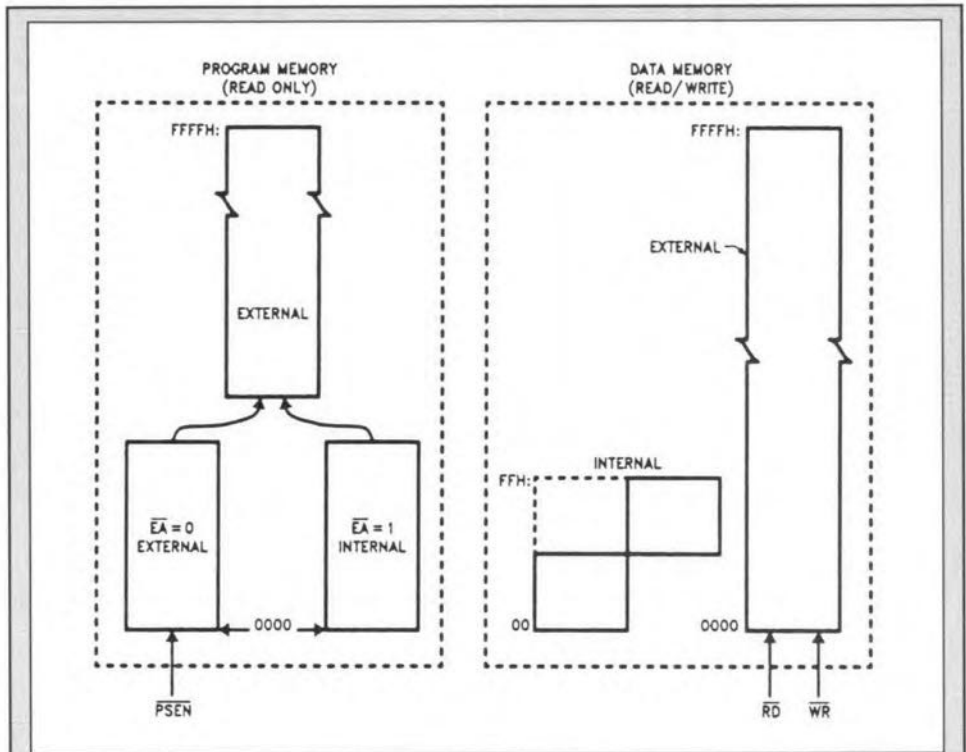 PROGRAM MEMORY
(READ ONLY)
FFFFH:
EXTERNAL
EA = 0
EXTERNAL
EA = 1
INTERNAL
0000
PSEN
DATA MEMORY
(READ/WRITE)
FFFFH:
EXTERNAL
INTERNAL
FFH:
00
0000
RD
WR